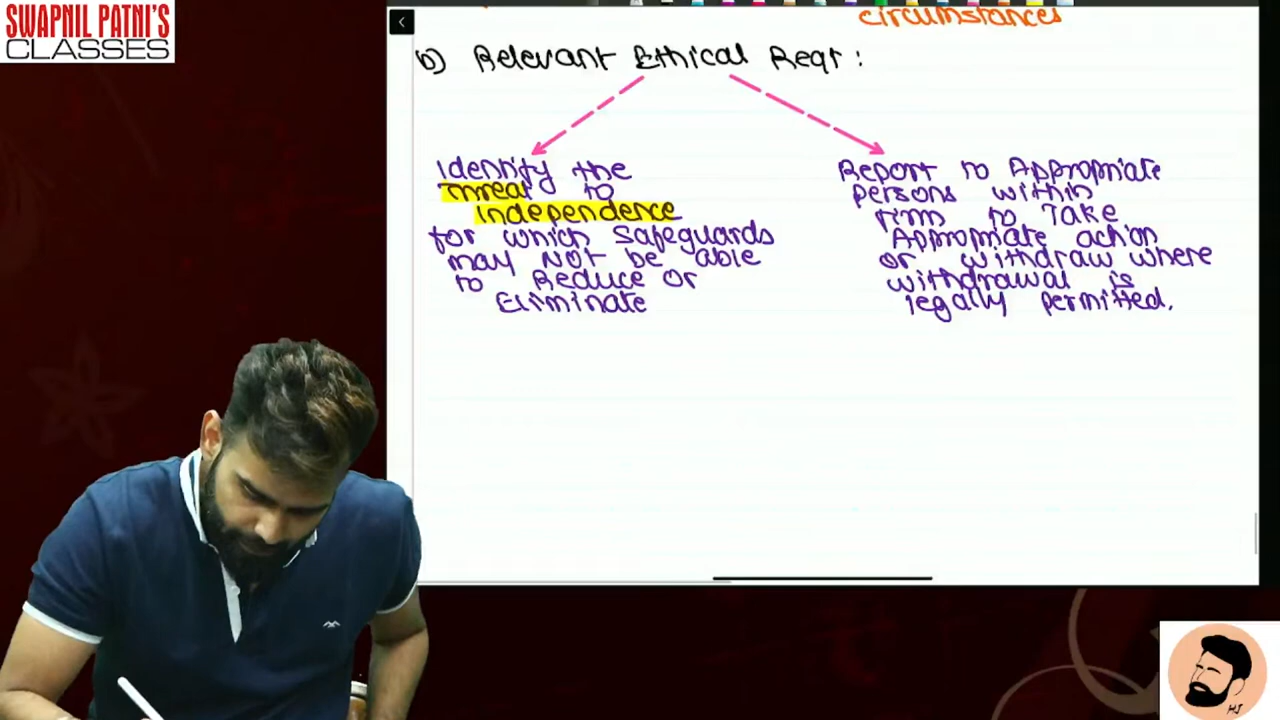 SWAPNIL PATNI'S
CLASSES
circumstances
b) Relevant Ethical Reqr :
Identify the
threat to
independence
for which Safeguards
may NOT be able
to Reduce or
Eliminate
Report to Appropriate
persons within
firm to Take
Appropriate action
or withdraw where
withdrawal is
legally permitted.
HS